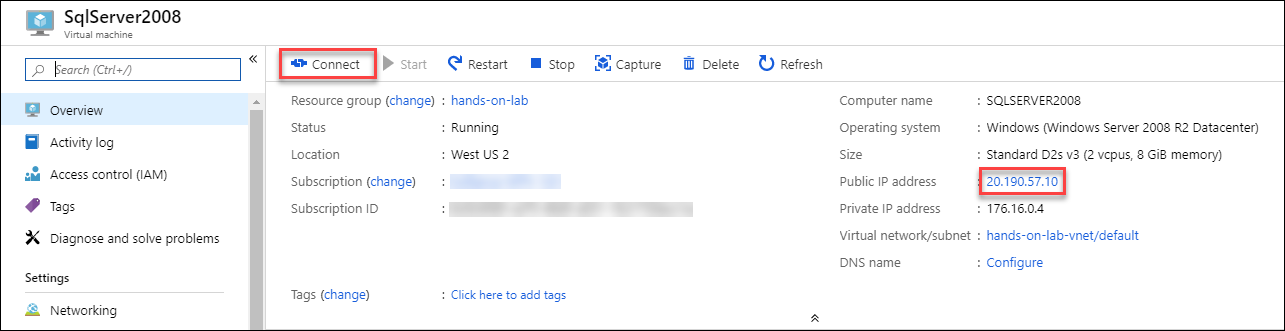 SqlServer2008
Virtual machine
Search (Ctrl+/)
«
Overview
Activity log
Access control (IAM)
Tags
Diagnose and solve problems
Settings
Networking
Connect Start Restart Stop Capture Delete Refresh
Resource group (change) : hands-on-lab
Status : Running
Location : West US 2
Subscription (change) :
Subscription ID :
Tags (change) : Click here to add tags
Computer name : SQLSERVER2008
Operating system : Windows (Windows Server 2008 R2 Datacenter)
Size : Standard D2s v3 (2 vcpus, 8 GiB memory)
Public IP address : 20.190.57.10
Private IP address : 176.16.0.4
Virtual network/subnet : hands-on-lab-vnet/default
DNS name : Configure